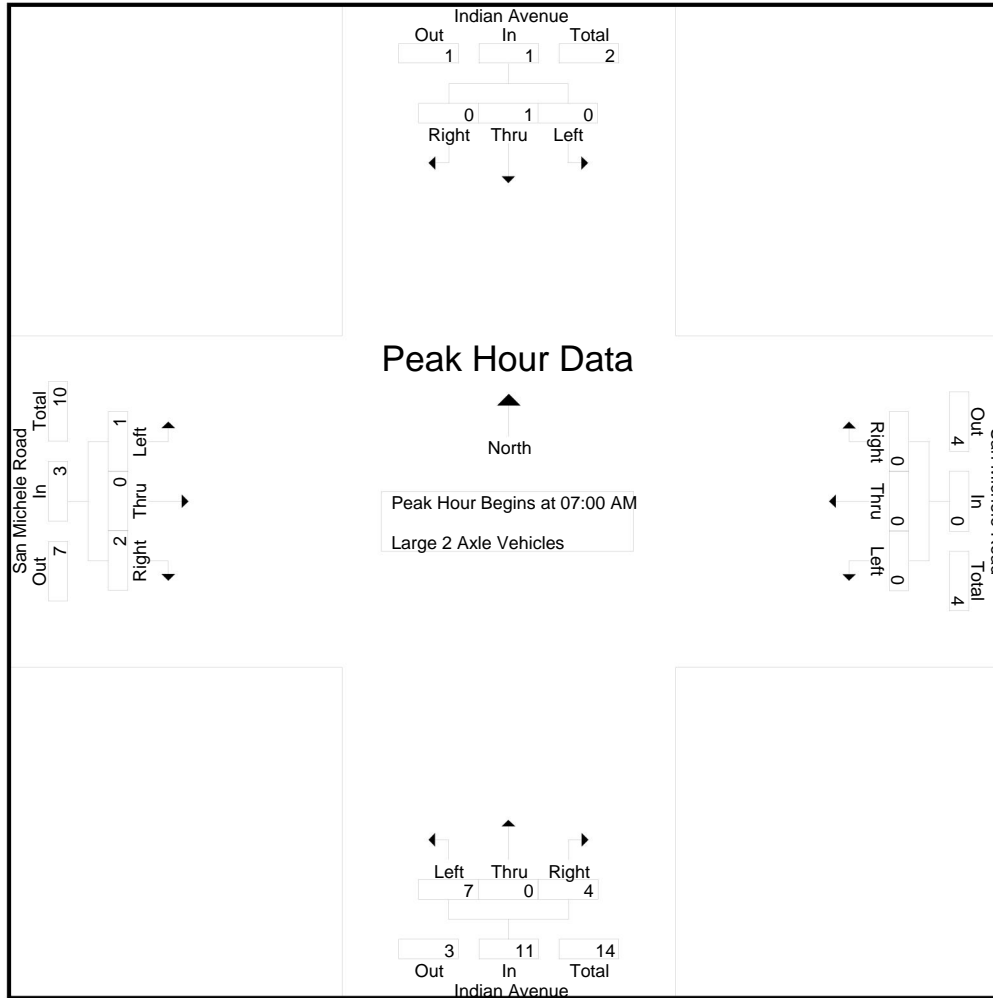 Indian Avenue
Out In Total
1 1 2
0 1 0
Right Thru Left
Peak Hour Data
North
Peak Hour Begins at 07:00 AM
Large 2 Axle Vehicles
San Michele Road
Out In Total
7 3 10
Left Thru Right
1 0 2
Out In Total
4 0 4
Right Thru Left
0 0 0
Left Thru Right
7 0 4
3 11 14
Out In Total
Indian Avenue